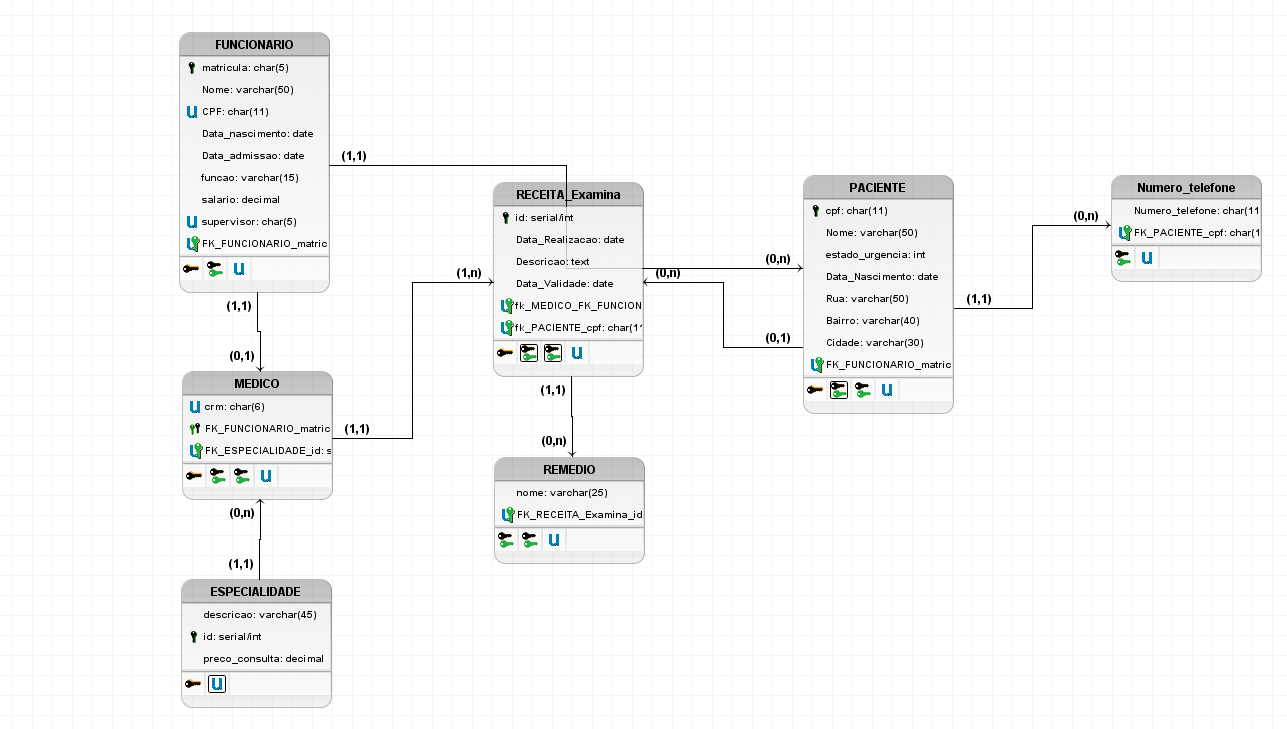 FUNCIONARIO
matricula: char(5)
Nome: varchar(50)
U CPF: char(11)
Data_nascimento: date
Data_admissao: date
funcao: varchar(15)
salario: decimal
U supervisor: char(5)
U FK_FUNCIONARIO_matric
U
(1,1)
(1,1)
(0,1)
MEDICO
U crm: char(6)
FK_FUNCIONARIO_matric
U FK_ESPECIALIDADE_id: s
U
(1,1)
(1,n)
(0,n)
(1,1)
ESPECIALIDADE
descricao: varchar(45)
id: serial/int
preco_consulta: decimal
U
RECEITA_Examina
id: serial/int
Data_Realizacao: date
Descricao: text
Data_Validade: date
U fk_MEDICO_FK_FUNCION
U fk_PACIENTE_cpf: char(11
U
(0,n)
(0,n)
(0,1)
(1,1)
(0,n)
REMEDIO
nome: varchar(25)
U FK_RECEITA_Examina_id
U
PACIENTE
cpf: char(11)
Nome: varchar(50)
estado_urgencia: int
Data_Nascimento: date
Rua: varchar(50)
Bairro: varchar(40)
Cidade: varchar(30)
U FK_FUNCIONARIO_matric
U
(1,1)
(0,n)
Numero_telefone
Numero_telefone: char(11
U FK_PACIENTE_cpf: char(1
U